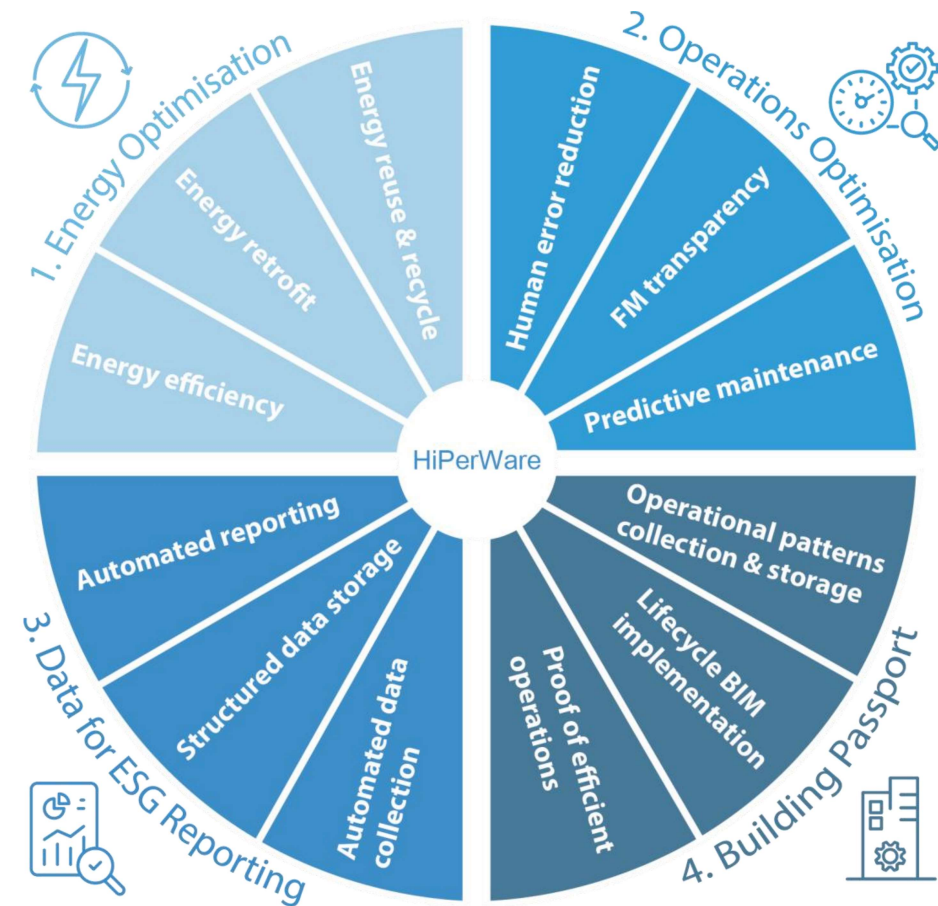 1. Energy Optimisation
Energy efficiency
Energy retrofit
Energy reuse & recycle
2. Operations Optimisation
Human error reduction
FM transparency
Predictive maintenance
HiPerWare
3. Data for ESG Reporting
Automated reporting
Structured data storage
Automated data
collection
4. Building Passport
Operational patterns
collection & storage
Lifecycle BIM
implementation
Proof of efficient
operations